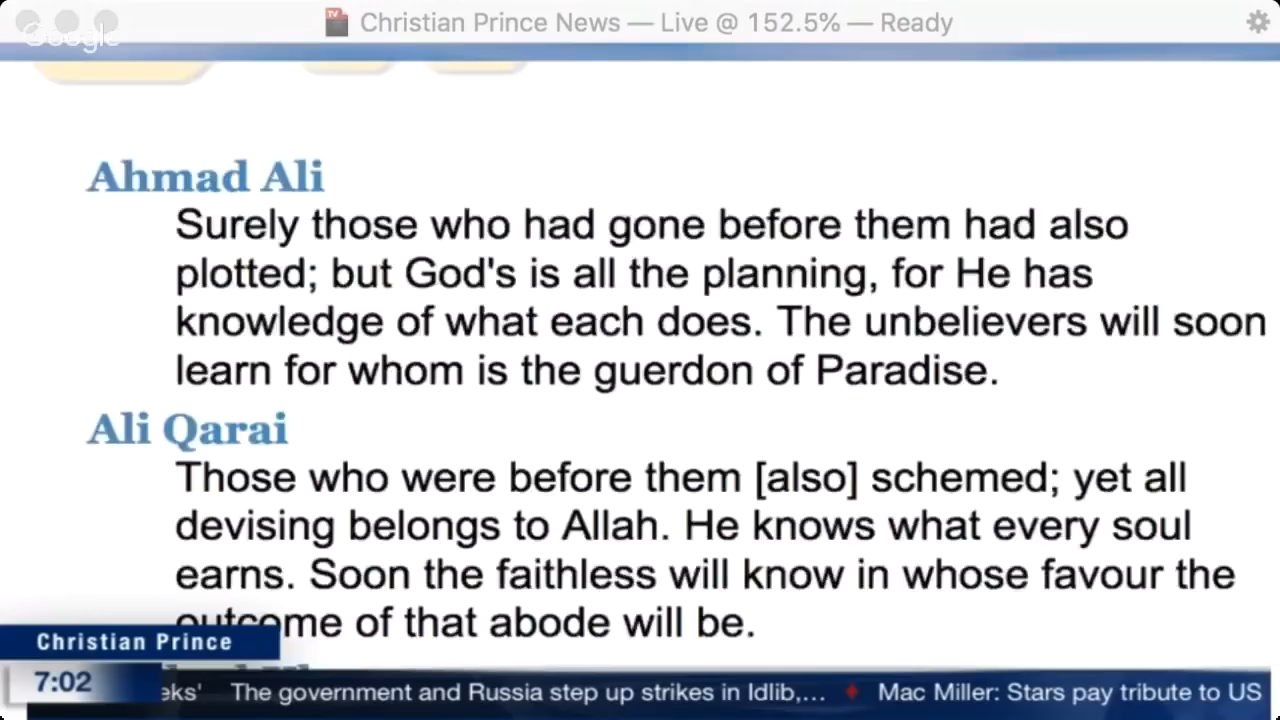 Christian Prince News — Live @ 152.5% — Ready
Google
Ahmad Ali
Surely those who had gone before them had also
plotted; but God's is all the planning, for He has
knowledge of what each does. The unbelievers will soon
learn for whom is the guerdon of Paradise.
Ali Qarai
Those who were before them [also] schemed; yet all
devising belongs to Allah. He knows what every soul
earns. Soon the faithless will know in whose favour the
outcome of that abode will be.
Christian Prince
7:02
eks' The government and Russia step up strikes in Idlib,... ♦ Mac Miller: Stars pay tribute to US